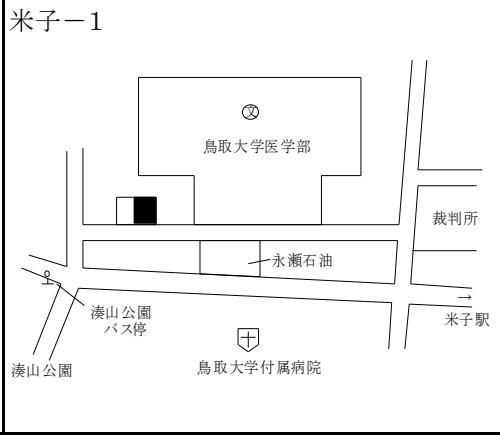 米子－1
文
鳥取大学医学部
裁判所
永瀬石油
湊山公園
バス停
米子駅
湊山公園
鳥取大学付属病院